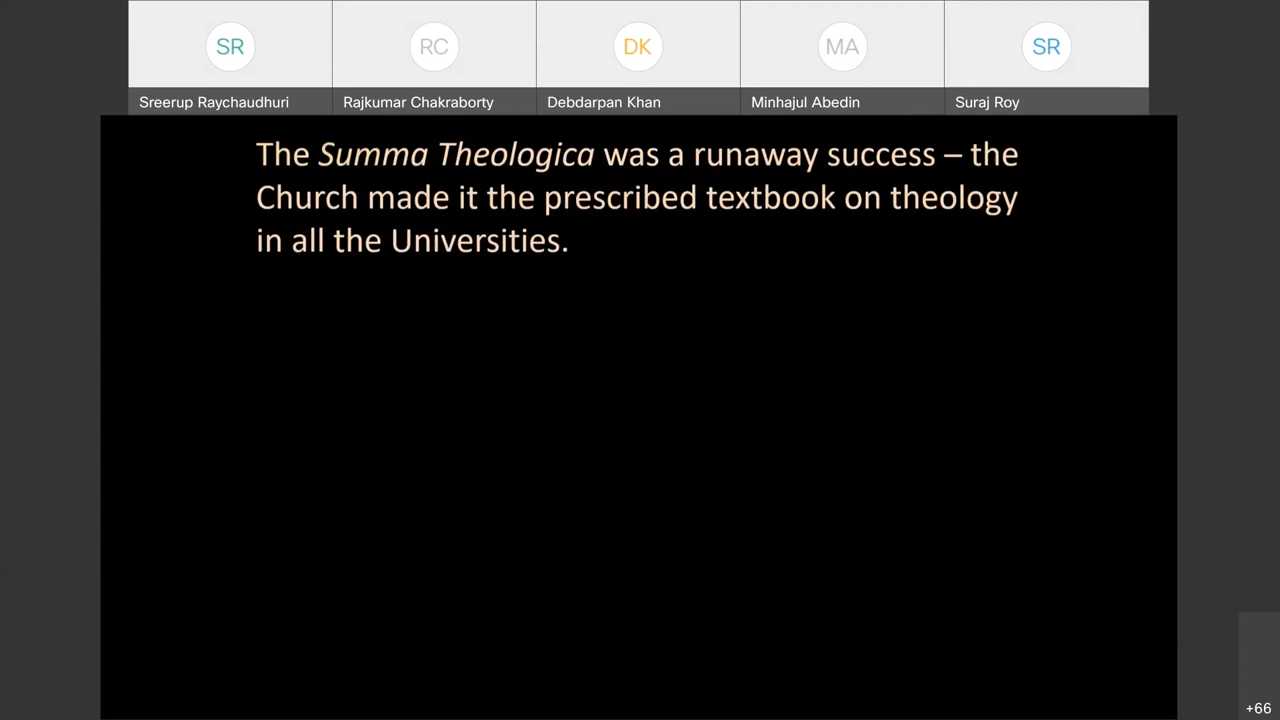 SR
RC
DK
MA
SR
Sreerup Raychaudhuri
Rajkumar Chakraborty
Debdarpan Khan
Minhajul Abedin
Suraj Roy
The Summa Theologica was a runaway success – the
Church made it the prescribed textbook on theology
in all the Universities.
+66